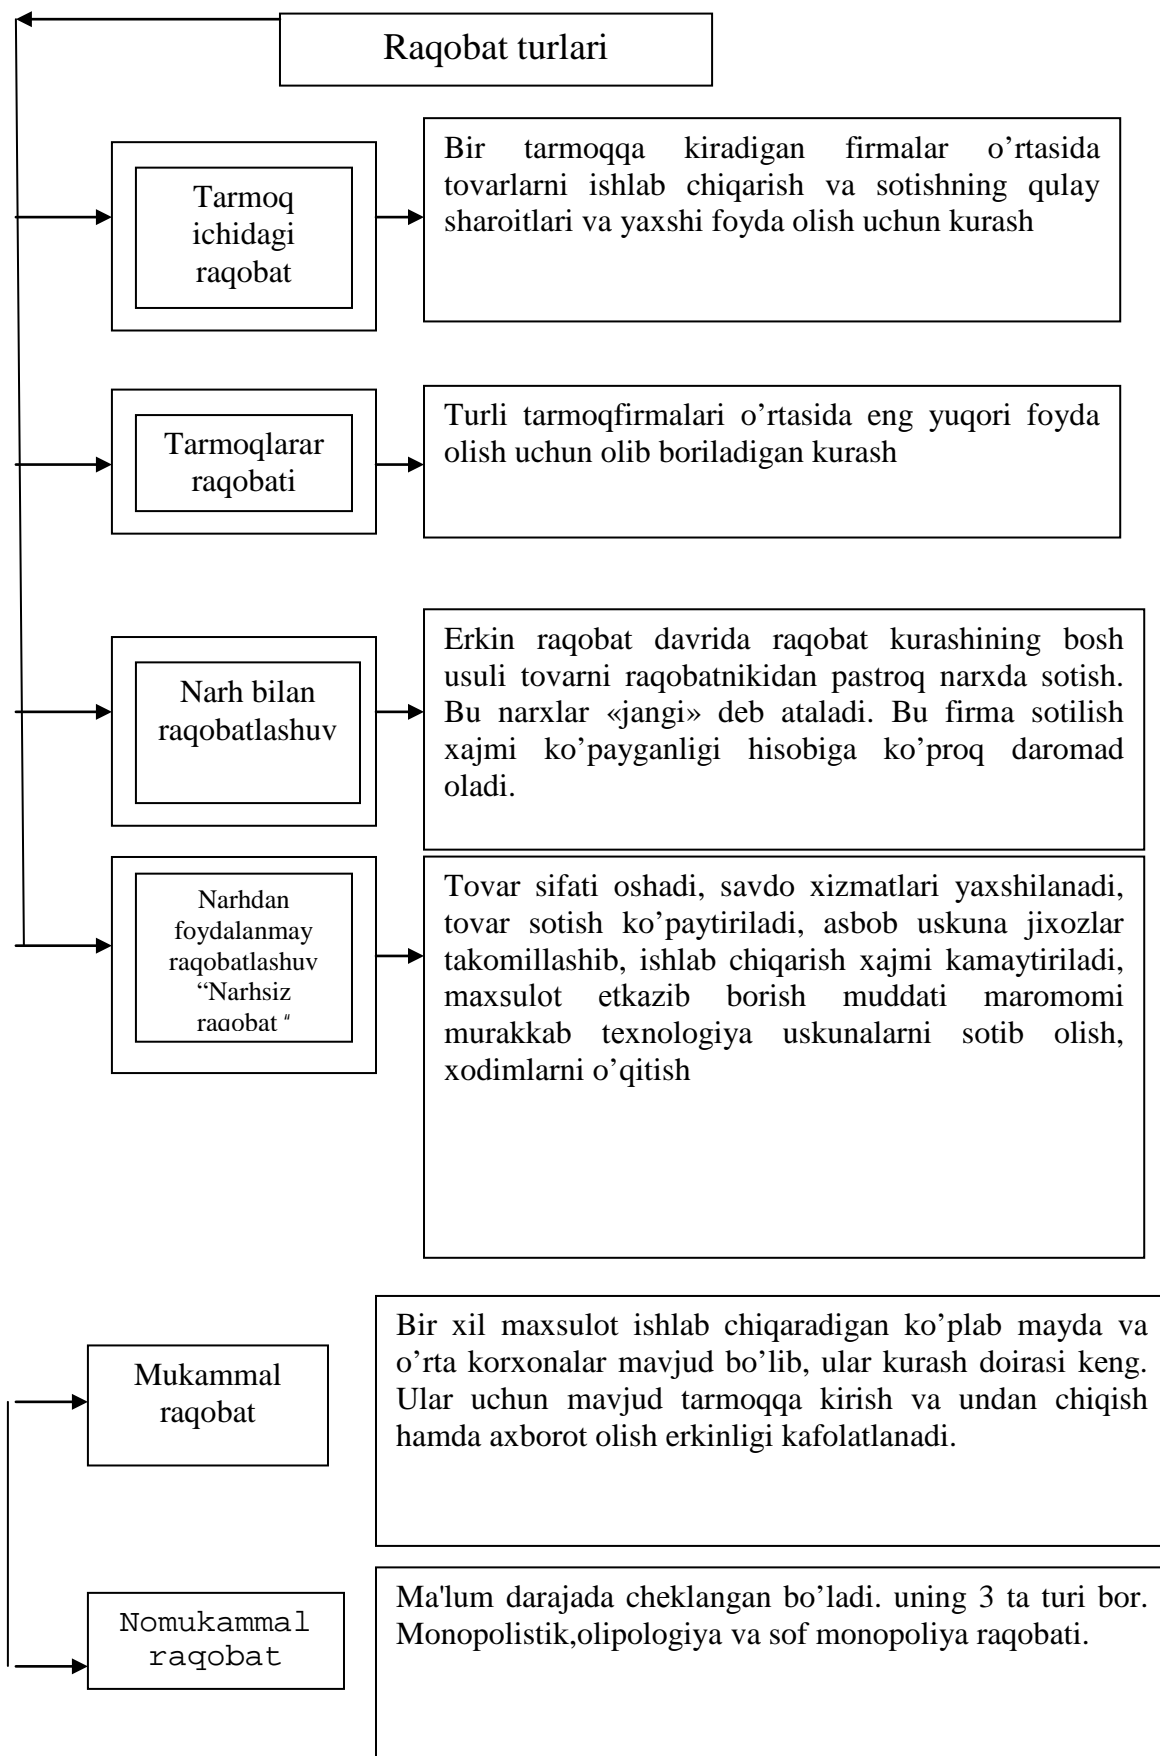 Raqobat turlari
Tarmoq
ichidagi
raqobat
Bir tarmoqqa kiradigan firmalar o’rtasida
tovarlarni ishlab chiqarish va sotishning qulay
sharoitlari va yaxshi foyda olish uchun kurash
Tarmoqlarar
raqobati
Turli tarmoqfirmalari o’rtasida eng yuqori foyda
olish uchun olib boriladigan kurash
Narh bilan
raqobatlashuv
Erkin raqobat davrida raqobat kurashining bosh
usuli tovarni raqobatnikidan pastroq narxda sotish.
Bu narxlar «jangi» deb ataladi. Bu firma sotilish
xajmi ko’payganligi hisobiga ko’proq daromad
oladi.
Narhdan
foydalanmay
raqobatlashuv
“Narhsiz
raqobat “
Tovar sifati oshadi, savdo xizmatlari yaxshilanadi,
tovar sotish ko’paytiriladi, asbob uskuna jixozlar
takomillashib, ishlab chiqarish xajmi kamaytiriladi,
maxsulot etkazib borish muddati maromomi
murakkab texnologiya uskunalarni sotib olish,
xodimlarni o’qitish
Mukammal
raqobat
Bir xil maxsulot ishlab chiqaradigan ko’plab mayda va
o’rta korxonalar mavjud bo’lib, ular kurash doirasi keng.
Ular uchun mavjud tarmoqqa kirish va undan chiqish
hamda axborot olish erkinligi kafolatlanadi.
Nomukammal
raqobat
Ma'lum darajada cheklangan bo’ladi. uning 3 ta turi bor.
Monopolistik,olipologiya va sof monopoliya raqobati.